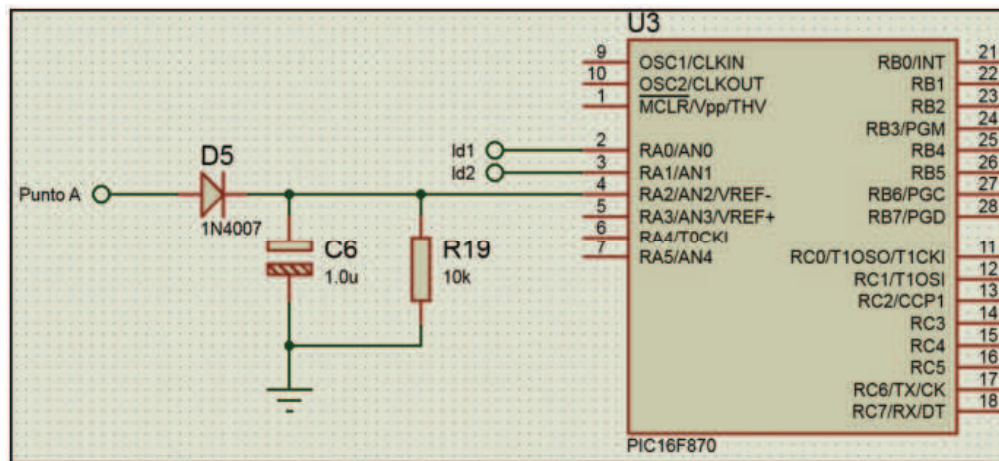 U3
9 OSC1/CLKIN
10 OSC2/CLKOUT
1 MCLR/Vpp/THV
2 RA0/AN0
3 RA1/AN1
4 RA2/AN2/VREF-
5 RA3/AN3/VREF+
6 RA4/T0CKI
7 RA5/AN4
RB0/INT 21
RB1 22
RB2 23
RB3/PGM 24
RB4 25
RB5 26
RB6/PGC 27
RB7/PGD 28
RC0/T1OSO/T1CKI 11
RC1/T1OSI 12
RC2/CCP1 13
RC3 14
RC4 15
RC5 16
RC6/TX/CK 17
RC7/RX/DT 18
PIC16F870
Id1
Id2
Punto A
D5
1N4007
C6
1.0u
R19
10k